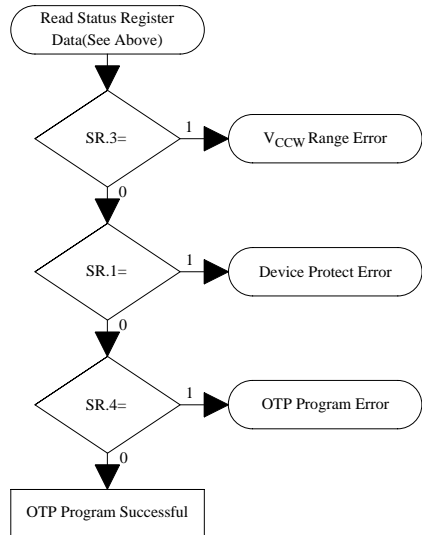 Read Status Register
Data(See Above)
SR.3=
1
VCCW Range Error
0
SR.1=
1
Device Protect Error
0
SR.4=
1
OTP Program Error
0
OTP Program Successful